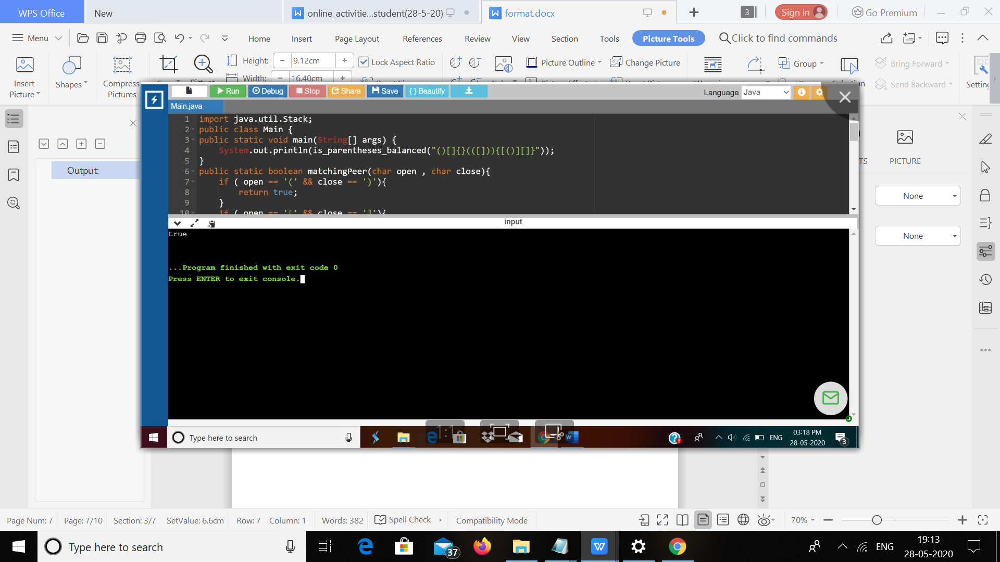 WPS Office
New
online_activitie...student(28-5-20)
format.docx
3
Sign in
Go Premium
Menu
Home
Insert
Page Layout
References
Review
View
Section
Tools
Picture Tools
Click to find commands
Insert
Picture
Shapes
Compress
Pictures
Height:
9.12cm
Width:
16.40cm
Lock Aspect Ratio
Picture Outline
Change Picture
Group
Bring Forward
Send Backward
Setting
Run
Debug
Stop
Share
Save
{ } Beautify
Language
Java
Main.java
1 import java.util.Stack;
2 public class Main {
3 public static void main(String[] args) {
4 System.out.println(is_parentheses_balanced("()[]{}(([])){[()][]}"));
5 }
6 public static boolean matchingPeer(char open , char close){
7 if ( open == '(' && close == ')'){
8 return true;
9 }
10 if ( open == '[' && close == ']'){
input
true
...Program finished with exit code 0
Press ENTER to exit console.
Type here to search
ENG
03:18 PM
28-05-2020
3
Output:
TS
PICTURE
None
None
Page Num: 7
Page: 7/10
Section: 3/7
SetValue: 6.6cm
Row: 7
Column: 1
Words: 382
Spell Check
Compatibility Mode
70%
Type here to search
37
ENG
19:13
28-05-2020